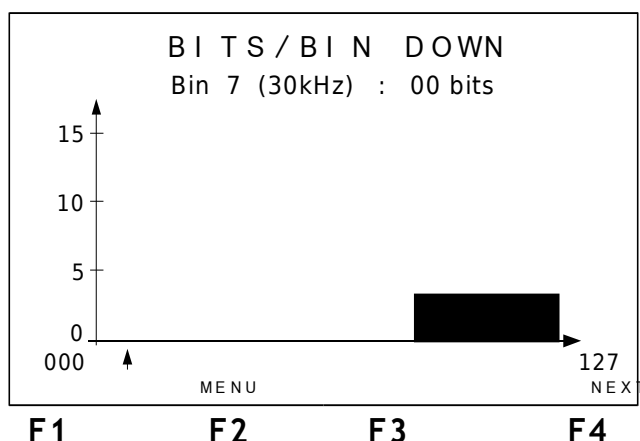 BITS/BIN DOWN
Bin 7 (30kHz) : 00 bits
15
10
5
0
000 127
MENU NEXT
F1 F2 F3 F4